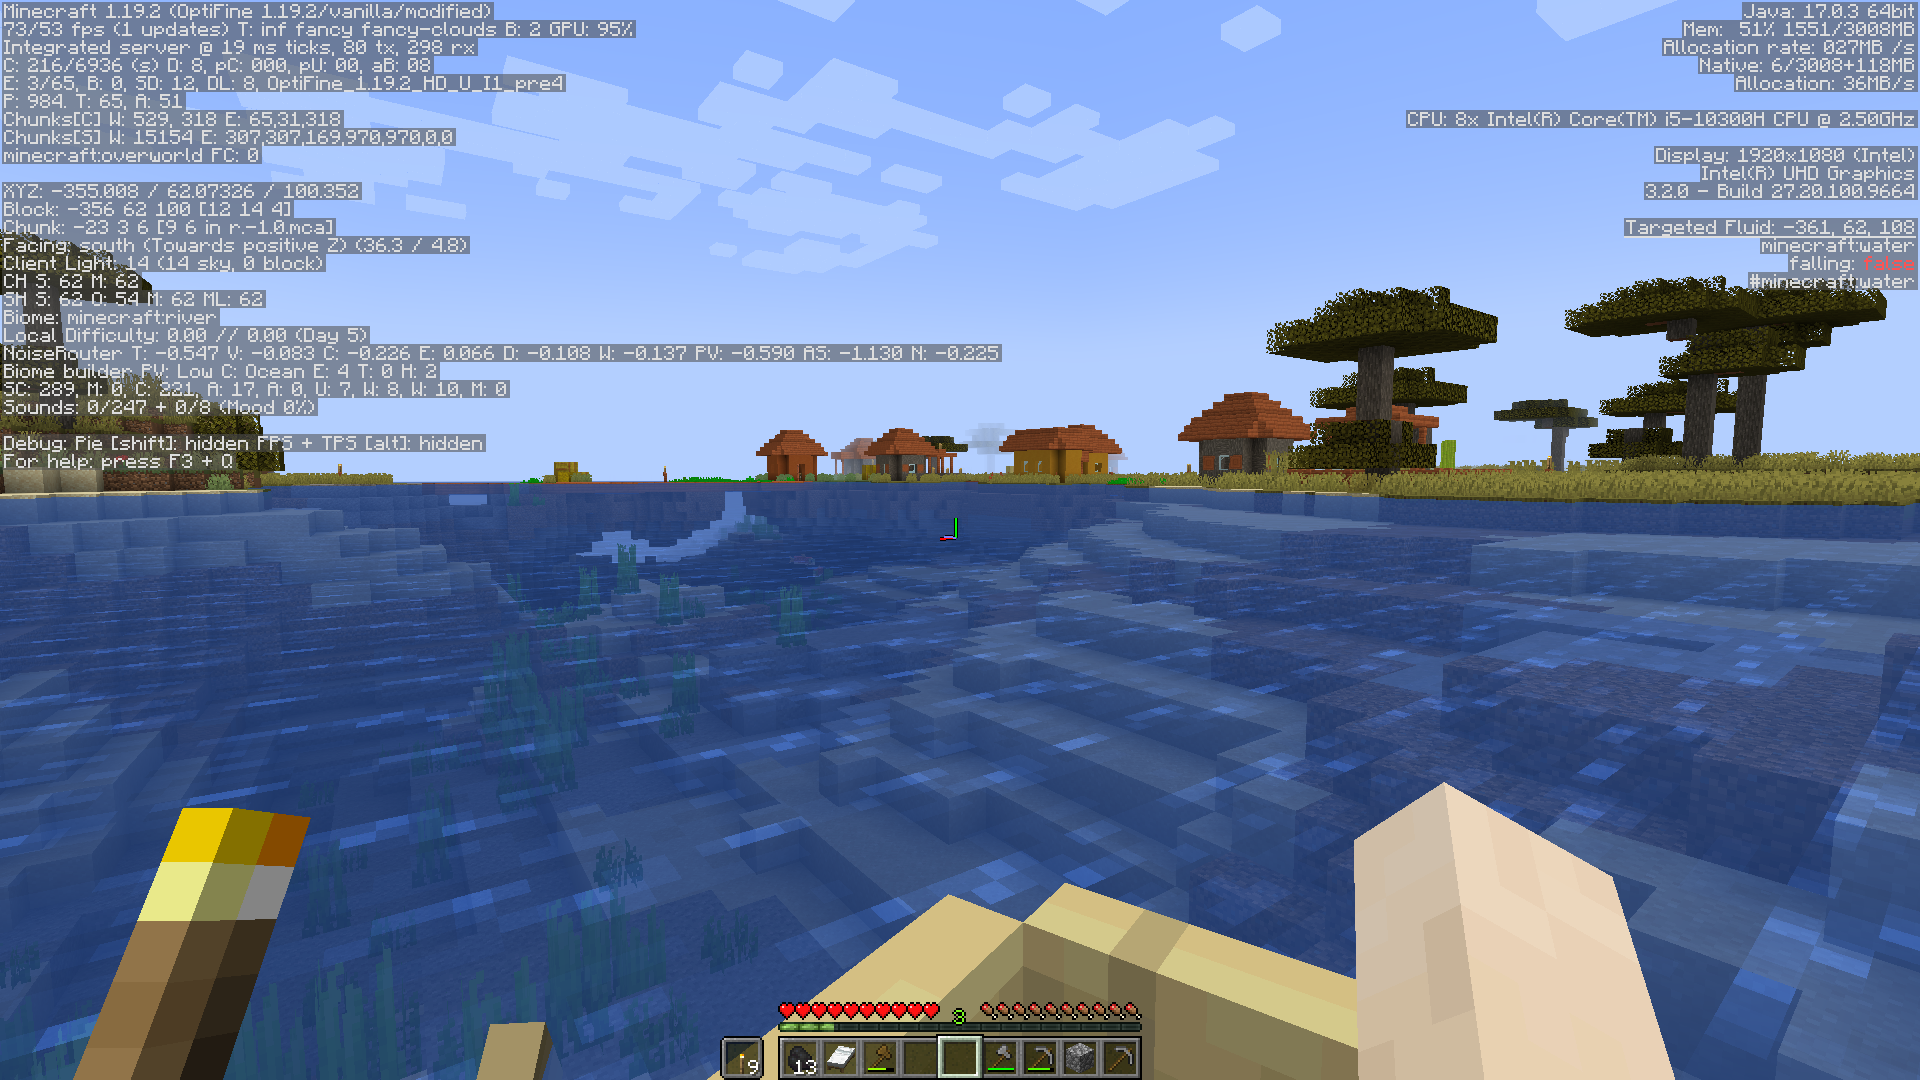 Minecraft 1.19.2 (OptiFine 1.19.2/vanilla/modified)
73/53 fps (1 updates) T: inf fancy fancy-clouds B: 2 GPU: 95%
Integrated server @ 19 ms ticks, 80 tx, 298 rx
C: 216/6936 (s) D: 8, pC: 000, pU: 00, aB: 08
E: 3/65, B: 0, SD: 12, DL: 8, OptiFine_1.19.2_HD_U_I1_pre4
P: 984. T: 65, A: 51
Chunks[C] W: 529, 318 E: 65,31,318
Chunks[S] W: 15154 E: 307,307,169,970,970,0,0
minecraft:overworld FC: 0
XYZ: -355.008 / 62.07326 / 100.352
Block: -356 62 100 [12 14 4]
Chunk: -23 3 6 [9 6 in r.-1.0.mca]
Facing: south (Towards positive Z) (36.3 / 4.8)
Client Light: 14 (14 sky, 0 block)
CH S: 62 M: 62
SH S: 62 O: 54 M: 62 ML: 62
Biome: minecraft:river
Local Difficulty: 0.00 // 0.00 (Day 5)
NoiseRouter T: -0.547 V: -0.083 C: -0.226 E: 0.066 D: -0.108 W: -0.137 PV: -0.590 AS: -1.130 N: -0.225
Biome builder PV: Low C: Ocean E: 4 T: 0 H: 2
SC: 289, M: 0, C: 221, A: 17, A: 0, U: 7, W: 8, W: 10, M: 0
Sounds: 0/247 + 0/8 (Mood 0%)
Debug: Pie [shift]: hidden FPS + TPS [alt]: hidden
For help: press F3 + Q
Java: 17.0.3 64bit
Mem: 51% 1551/3008MB
Allocation rate: 027MB /s
Native: 6/3008+118MB
Allocation: 36MB/s
CPU: 8x Intel(R) Core(TM) i5-10300H CPU @ 2.50GHz
Display: 1920x1080 (Intel)
Intel(R) UHD Graphics
3.2.0 - Build 27.20.100.9664
Targeted Fluid: -361, 62, 108
minecraft:water
falling: false
#minecraft:water
3
9
13